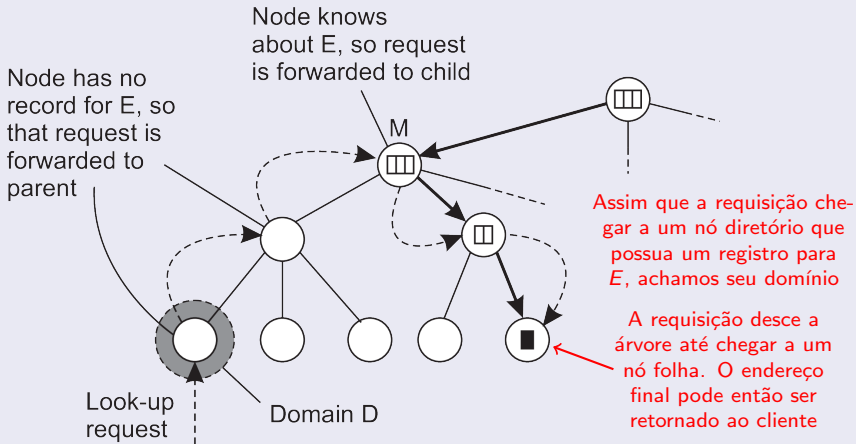 Node knows
about E, so request
is forwarded to child
Node has no
record for E, so
that request is
forwarded to
parent
M
Assim que a requisição che-
gar a um nó diretório que
possua um registro para
E, achamos seu domínio
A requisição desce a
árvore até chegar a um
nó folha. O endereço
final pode então ser
retornado ao cliente
Look-up
request
Domain D